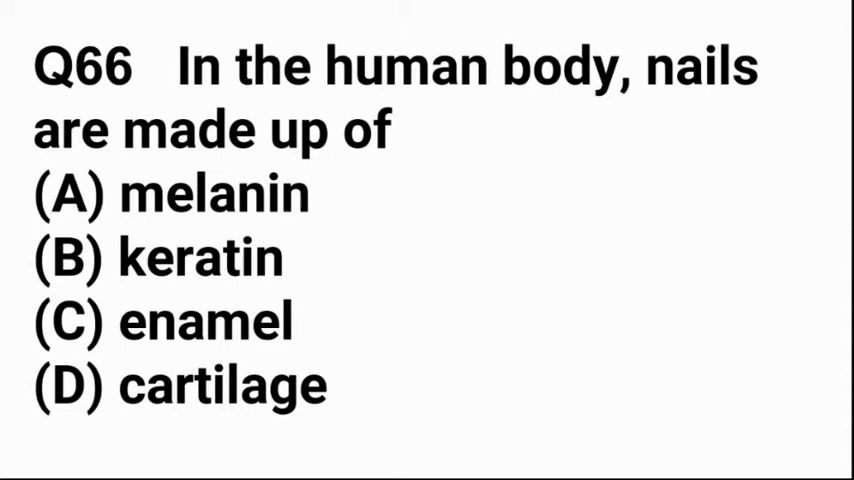 Q66 In the human body, nails
are made up of
(A) melanin
(B) keratin
(C) enamel
(D) cartilage